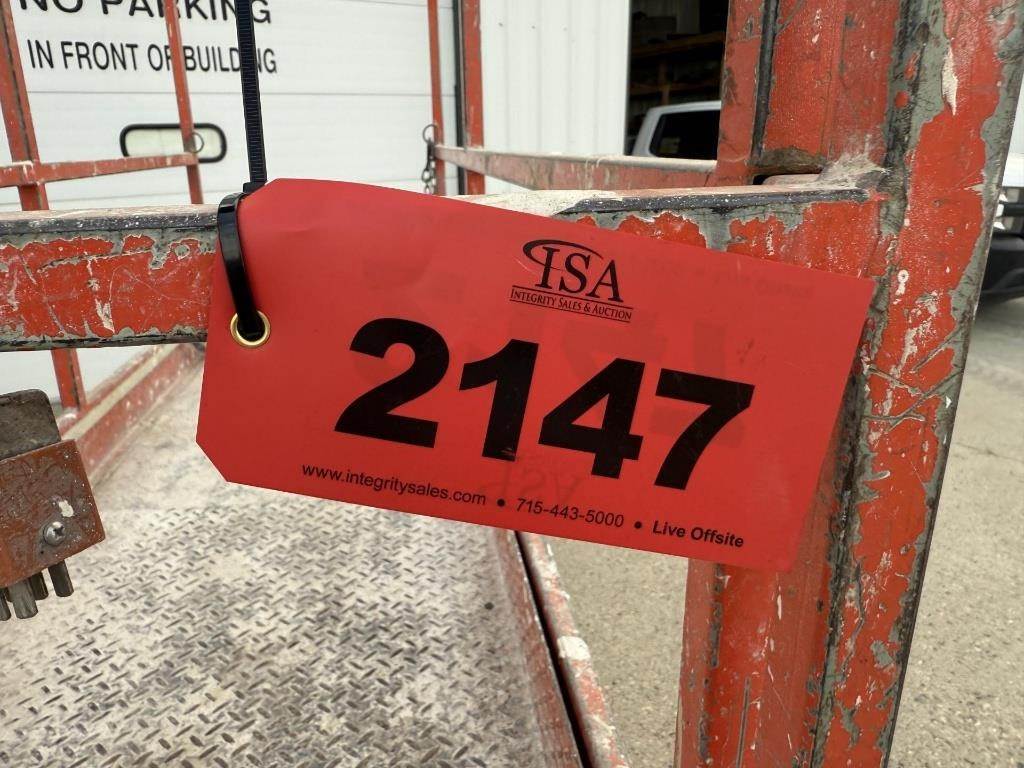 NO PARKING
IN FRONT OF BUILDING
ISA
INTEGRITY SALES & AUCTION
2147
www.integritysales.com • 715-443-5000 • Live Offsite